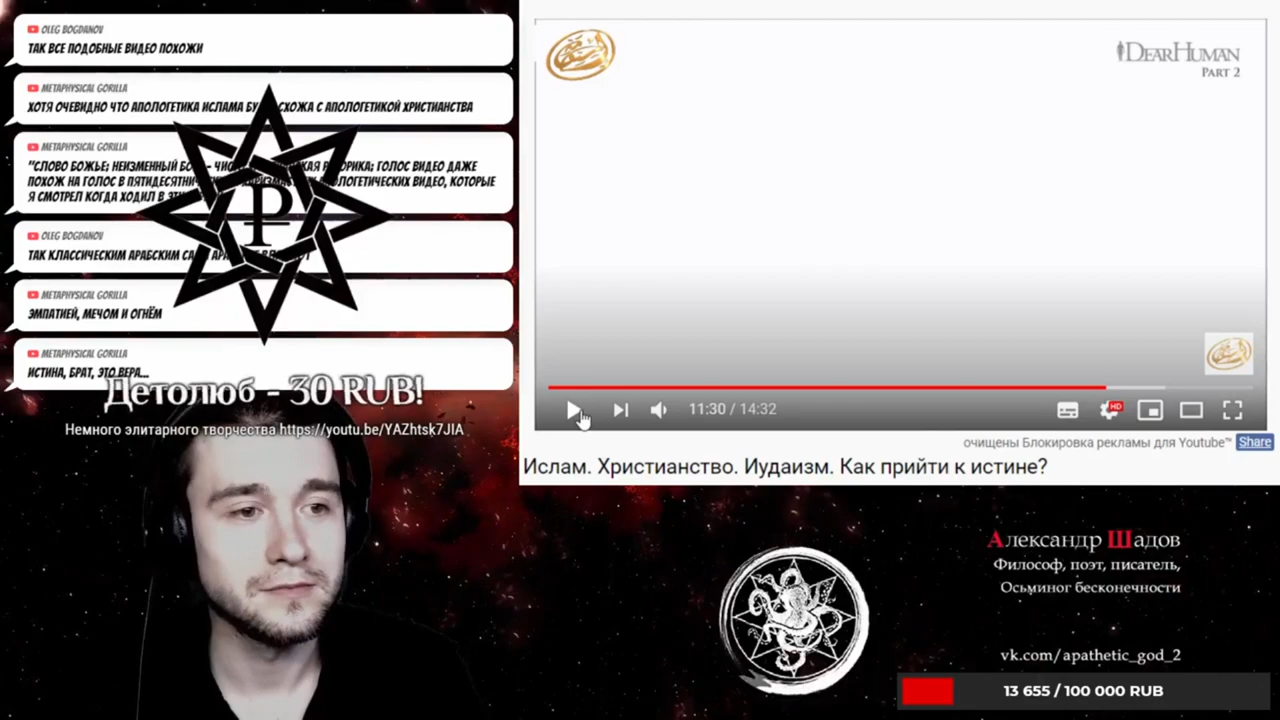 OLEG BOGDANOV
ТАК ВСЕ ПОДОБНЫЕ ВИДЕО ПОХОЖИ
METAPHYSICAL GORILLA
ХОТЯ ОЧЕВИДНО ЧТО АПОЛОГЕТИКА ИСЛАМА СХОЖА С АПОЛОГЕТИКОЙ ХРИСТИАНСТВА
METAPHYSICAL GORILLA
"СЛОВО БОЖЬЕ; НЕИЗМЕННЫЙ ГОЛОС ВИДЕО ДАЖЕ
ПОХОЖ НА ГОЛОС В КОТОРЫЕ
Я СМОТРЕЛ КОГДА ХОДИЛ В
OLEG BOGDANOV
ТАК КЛАССИЧЕСКИМ АРАБСКИМ
METAPHYSICAL GORILLA
ЭМПАТИЕЙ, МЕЧОМ И ОГНЁМ
METAPHYSICAL GORILLA
ИСТИНА, БРАТ, ЭТО ВЕРА...
Детолюб - 30 RUB!
Немного элитарного творчества https://youtu.be/YAZhtsk7JIA
DEARHUMAN
PART 2
HD
11:30 / 14:32
очищены Блокировка рекламы для Youtube™ Share
Ислам. Христианство. Иудаизм. Как прийти к истине?
Александр Шадов
Философ, поэт, писатель,
Осьминог бесконечности
vk.com/apathetic_god_2
13 655 / 100 000 RUB